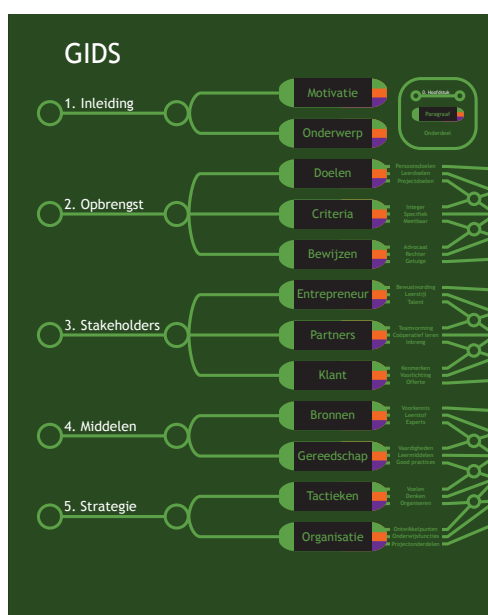 GIDS
1. Inleiding
Motivatie
Onderwerp
0. Hoofdstuk
Paragraaf
Onderdeel
2. Opbrengst
Doelen
Persoonsdoelen
Leerdoelen
Projectdoelen
Criteria
Integer
Specifiek
Meetbaar
Bewijzen
Advocaat
Rechter
Getuige
3. Stakeholders
Entrepreneur
Bewustwording
Leerstijl
Talent
Partners
Teamvorming
Coöperatief leren
Inbreng
Klant
Kenmerken
Voorlichting
Offerte
4. Middelen
Bronnen
Voorkennis
Leerstof
Experts
Gereedschap
Vaardigheden
Leermiddelen
Good practices
5. Strategie
Tactieken
Voelen
Denken
Organiseren
Organisatie
Ontwikkelpunten
Onderwijsfuncties
Projectonderdelen